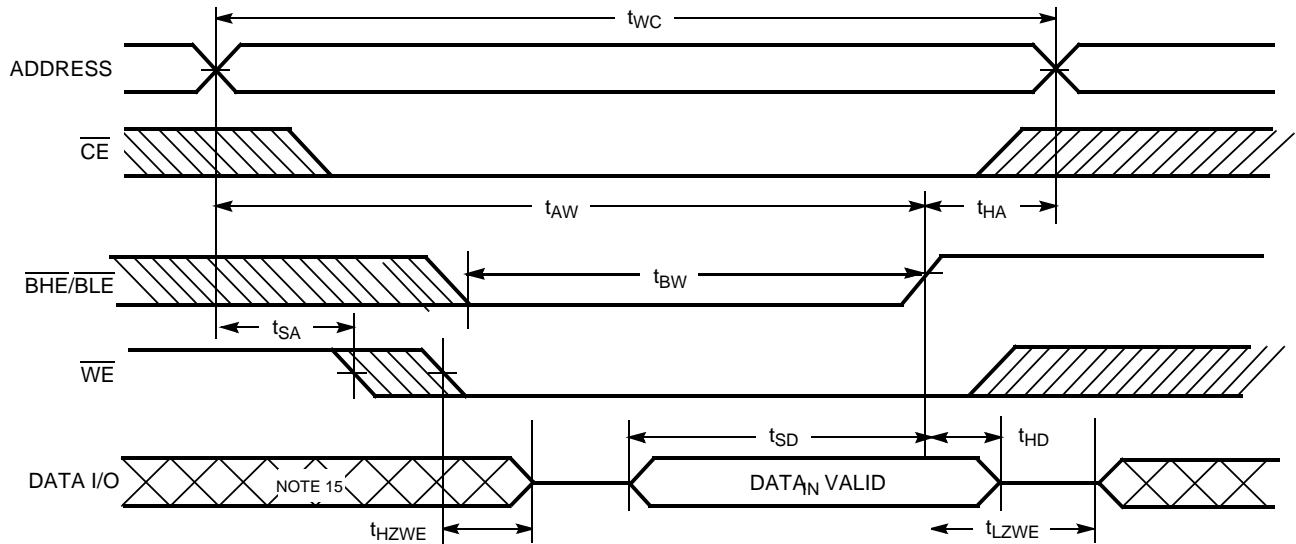 tWC
ADDRESS
CE
tAW
tHA
BHE/BLE
tBW
tSA
WE
tSD
tHD
DATA I/O
NOTE 15
DATAIN VALID
tHZWE
tLZWE